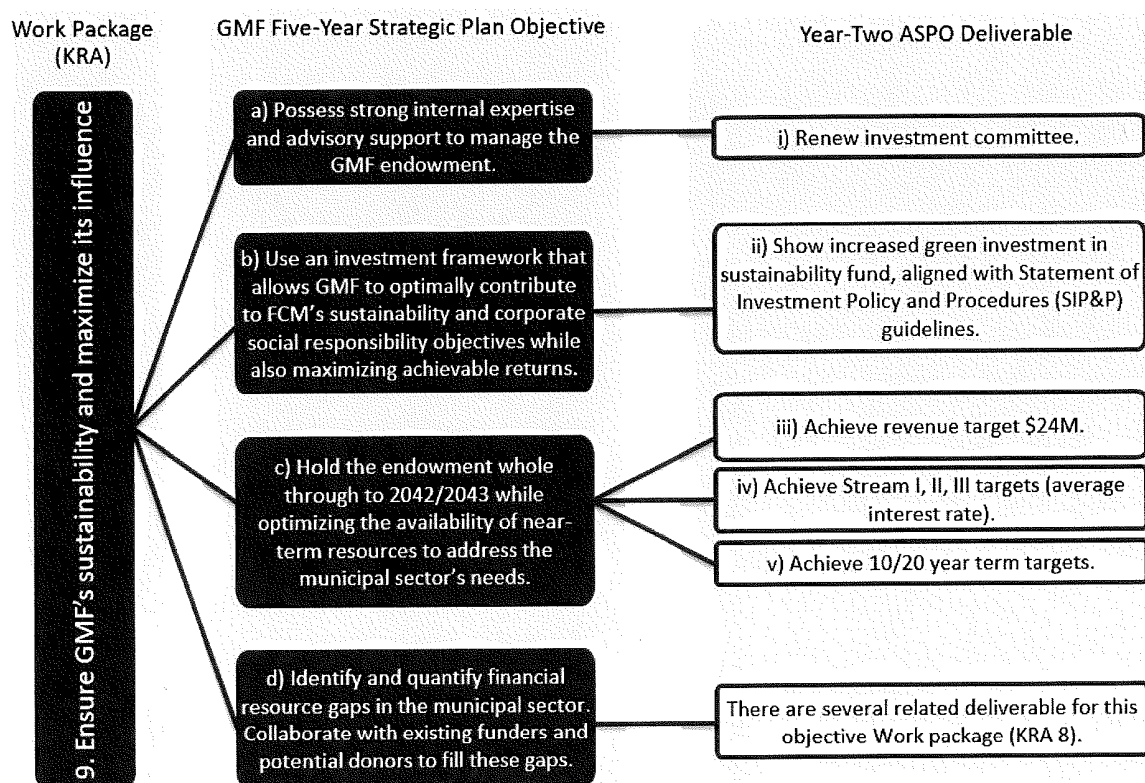 Work Package
(KRA)
GMF Five-Year Strategic Plan Objective
Year-Two ASPO Deliverable
9. Ensure GMF's sustainability and maximize its influence
a) Possess strong internal expertise
and advisory support to manage the
GMF endowment.
i) Renew investment committee.
b) Use an investment framework that
allows GMF to optimally contribute
to FCM's sustainability and corporate
social responsibility objectives while
also maximizing achievable returns.
ii) Show increased green investment in
sustainability fund, aligned with Statement of
Investment Policy and Procedures (SIP&P)
guidelines.
c) Hold the endowment whole
through to 2042/2043 while
optimizing the availability of near-
term resources to address the
municipal sector's needs.
iii) Achieve revenue target $24M.
iv) Achieve Stream I, II, III targets (average
interest rate).
v) Achieve 10/20 year term targets.
d) Identify and quantify financial
resource gaps in the municipal sector.
Collaborate with existing funders and
potential donors to fill these gaps.
There are several related deliverable for this
objective Work package (KRA 8).